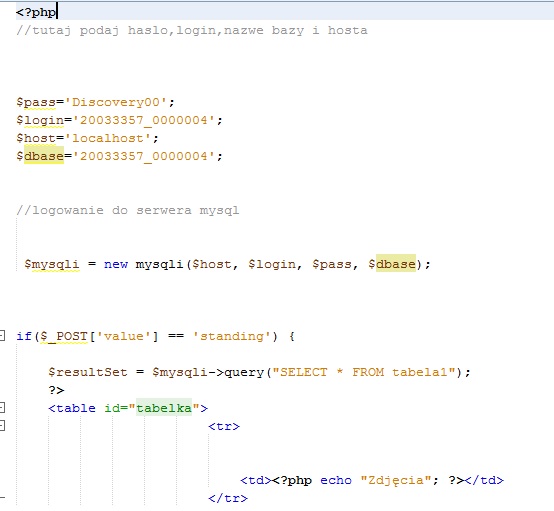 <?php
//tutaj podaj haslo,login,nazwe bazy i hosta
$pass='Discovery00';
$login='20033357_0000004';
$host='localhost';
$dbase='20033357_0000004';
//logowanie do serwera mysql
$mysqli = new mysqli($host, $login, $pass, $dbase);
if($_POST['value'] == 'standing') {
$resultSet = $mysqli->query("SELECT * FROM tabela1");
?>
<table id="tabelka">
<tr>
<td><?php echo "Zdjęcia"; ?></td>
</tr>